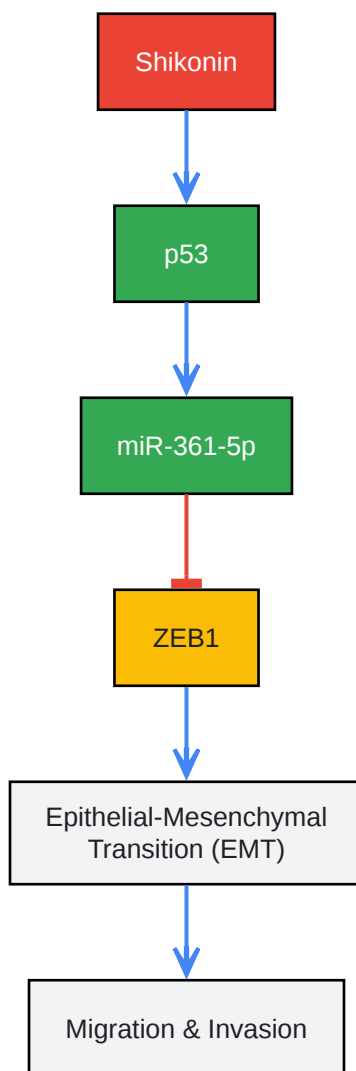 Shikonin
p53
miR-361-5p
ZEB1
Epithelial-Mesenchymal
Transition (EMT)
Migration & Invasion